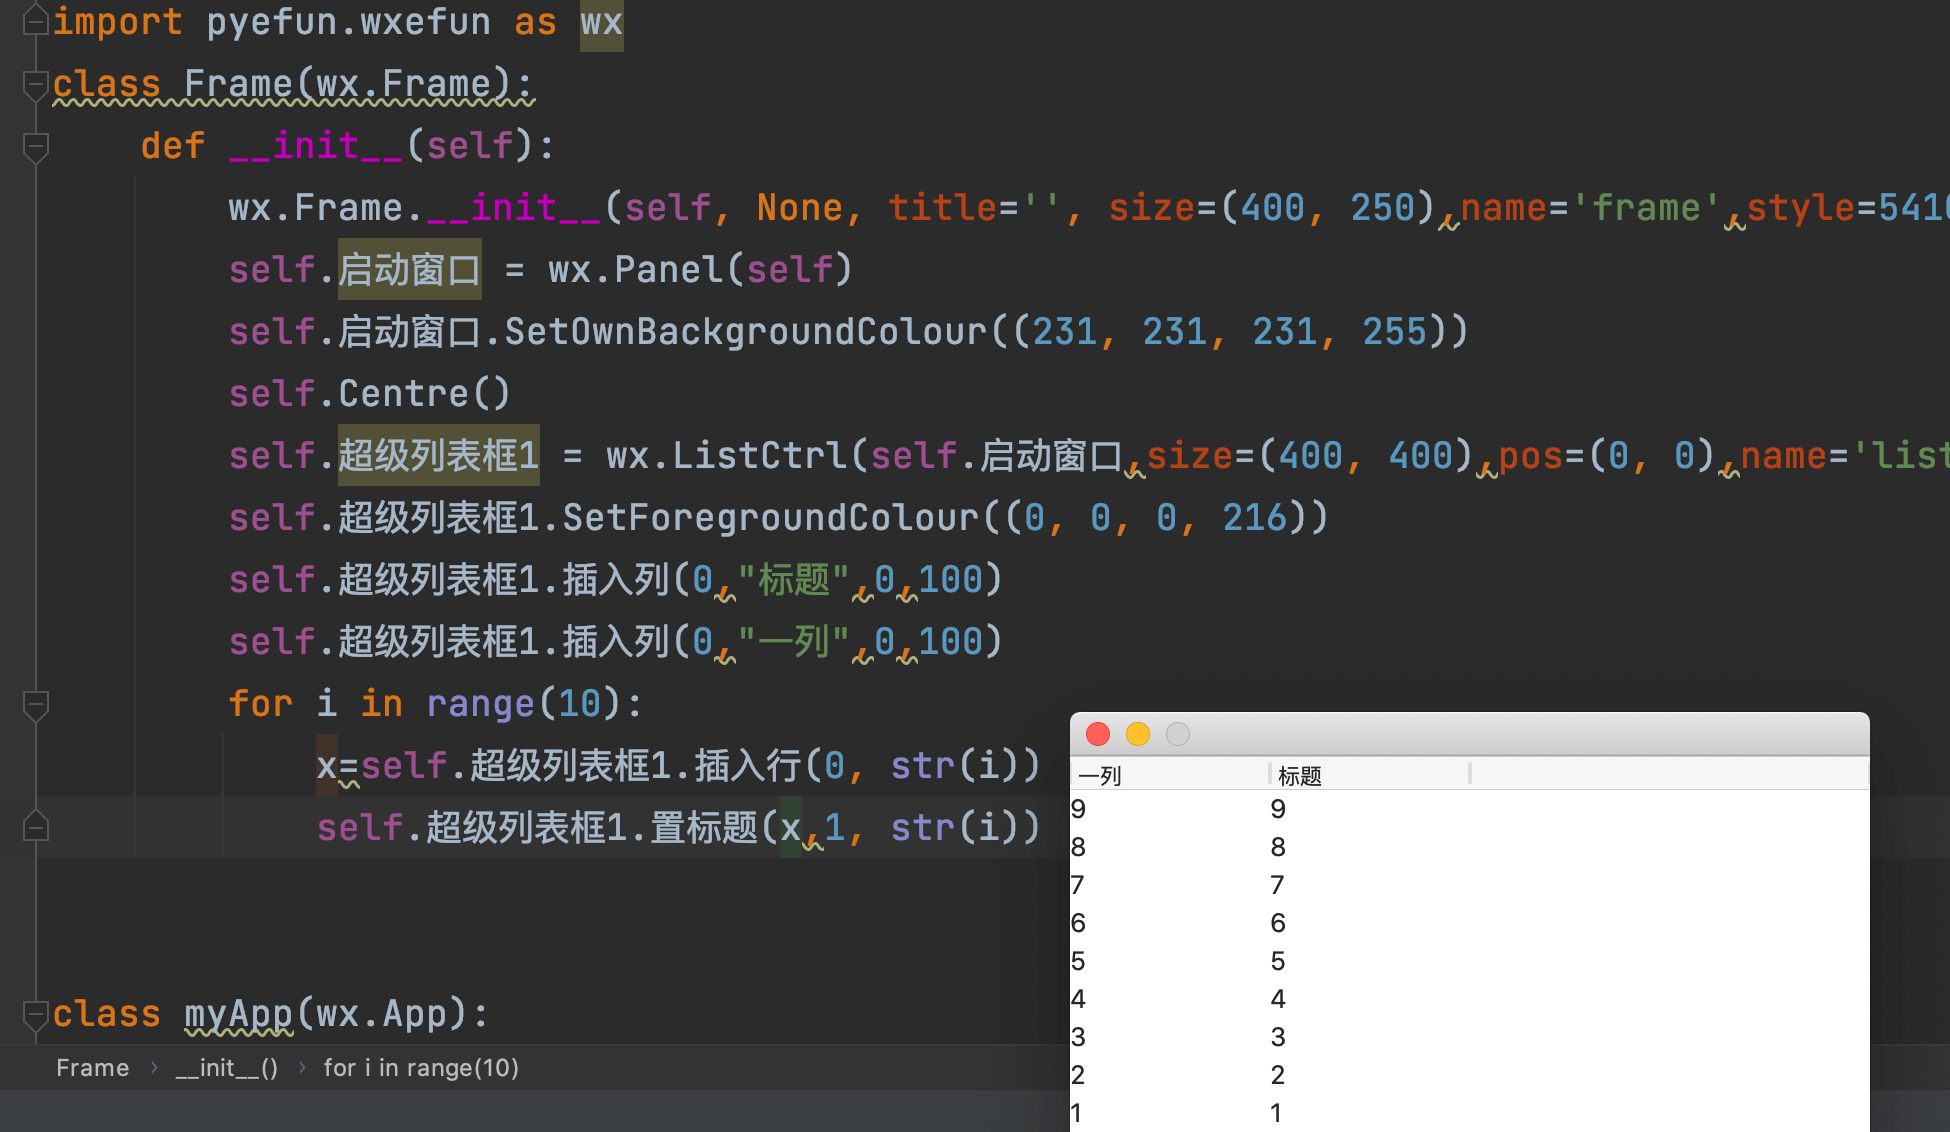 import pyefun.wxefun as wx
class Frame(wx.Frame):
def __init__(self):
wx.Frame.__init__(self, None, title='', size=(400, 250),name='frame',style=541
self.启动窗口 = wx.Panel(self)
self.启动窗口.SetOwnBackgroundColour((231, 231, 231, 255))
self.Centre()
self.超级列表框1 = wx.ListCtrl(self.启动窗口,size=(400, 400),pos=(0, 0),name='list
self.超级列表框1.SetForegroundColour((0, 0, 0, 216))
self.超级列表框1.插入列(0,"标题",0,100)
self.超级列表框1.插入列(0,"一列",0,100)
for i in range(10):
x=self.超级列表框1.插入行(0, str(i))
self.超级列表框1.置标题(x,1, str(i))
class myApp(wx.App):
Frame › __init__() › for i in range(10)
一列 标题
9 9
8 8
7 7
6 6
5 5
4 4
3 3
2 2
1 1